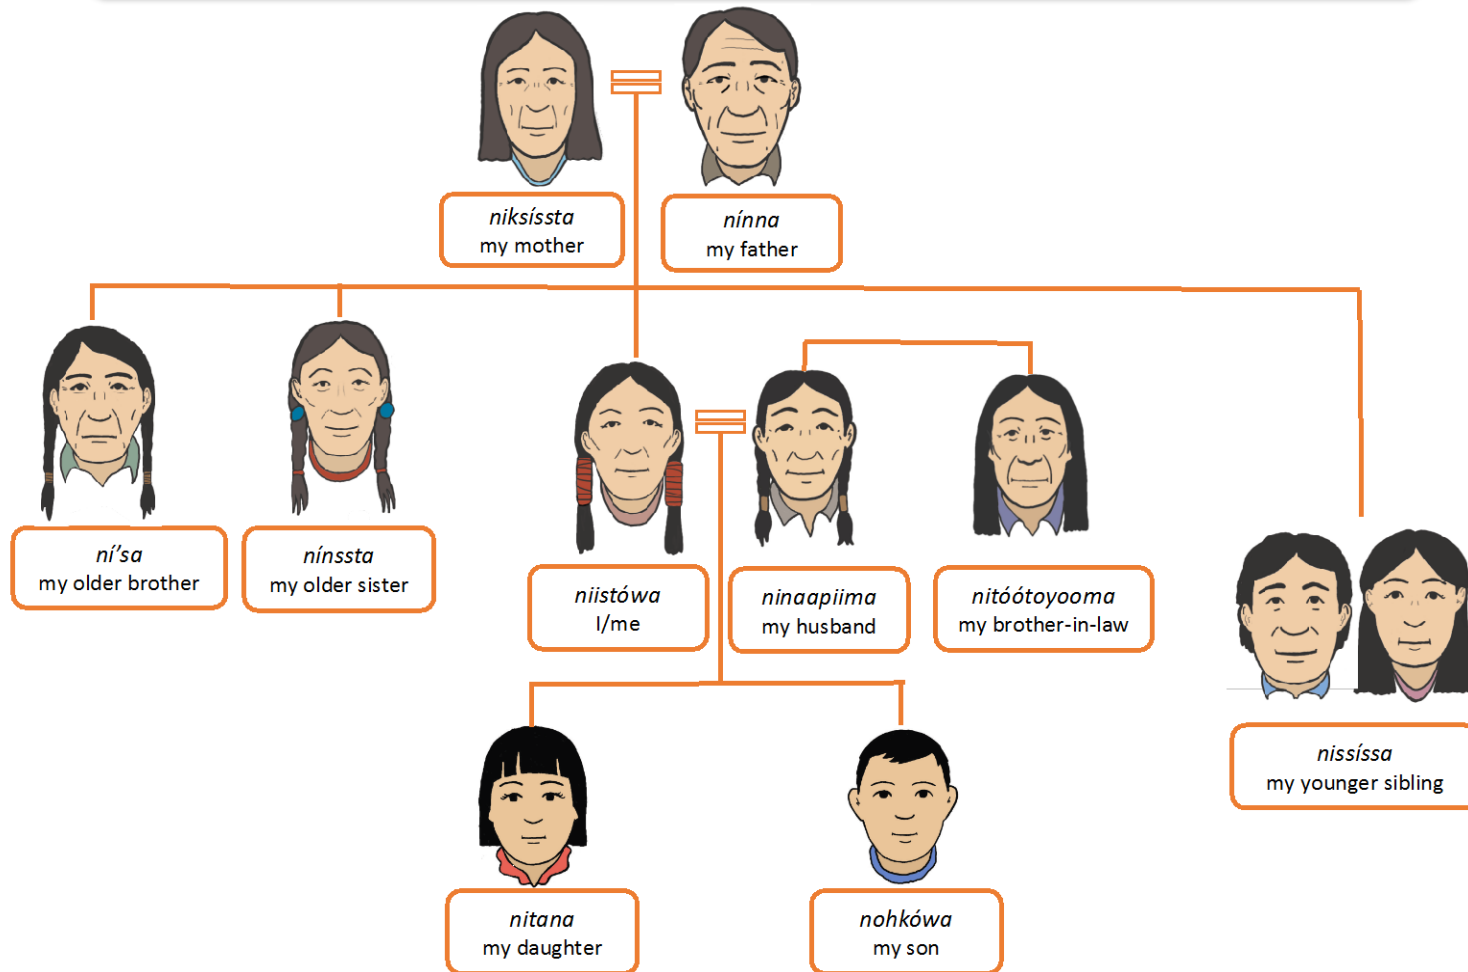 niksíssta
my mother
nínna
my father
ní’sa
my older brother
nínssta
my older sister
niistówa
I/me
ninaapiima
my husband
nitóótoyooma
my brother-in-law
nissíssa
my younger sibling
nitana
my daughter
nohkówa
my son